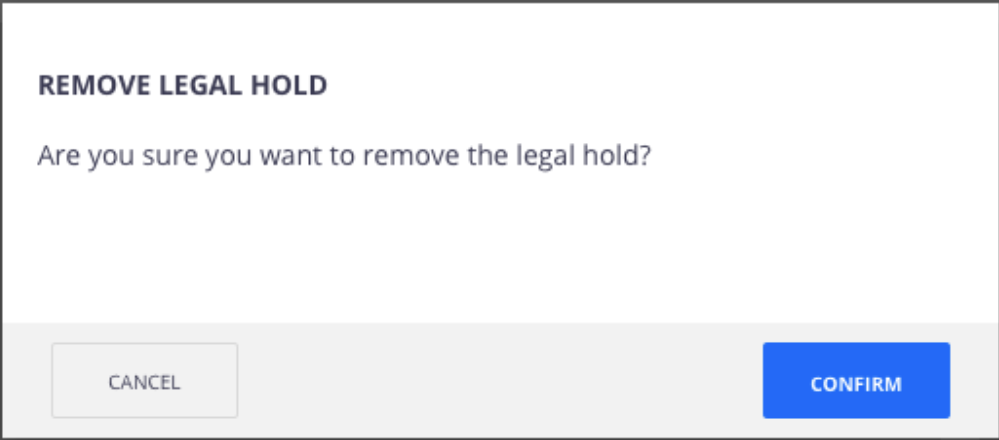 REMOVE LEGAL HOLD
Are you sure you want to remove the legal hold?
CANCEL
CONFIRM